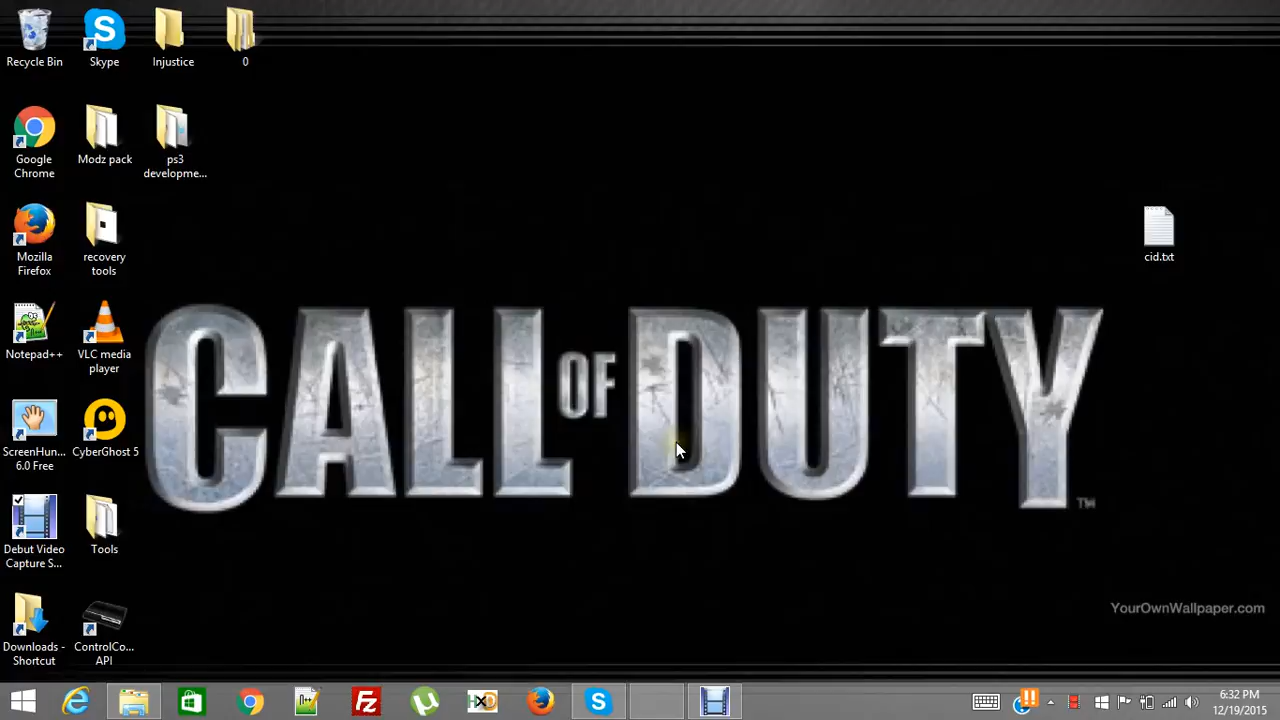 Recycle Bin
Skype
Injustice
0
Google
Chrome
Modz pack
ps3
developme...
Mozilla
Firefox
recovery
tools
cid.txt
Notepad++
VLC media
player
CALL OF DUTY ™
ScreenHun...
6.0 Free
CyberGhost 5
Debut Video
Capture S...
Tools
YourOwnWallpaper.com
Downloads -
Shortcut
ControlCo...
API
6:32 PM
12/19/2015